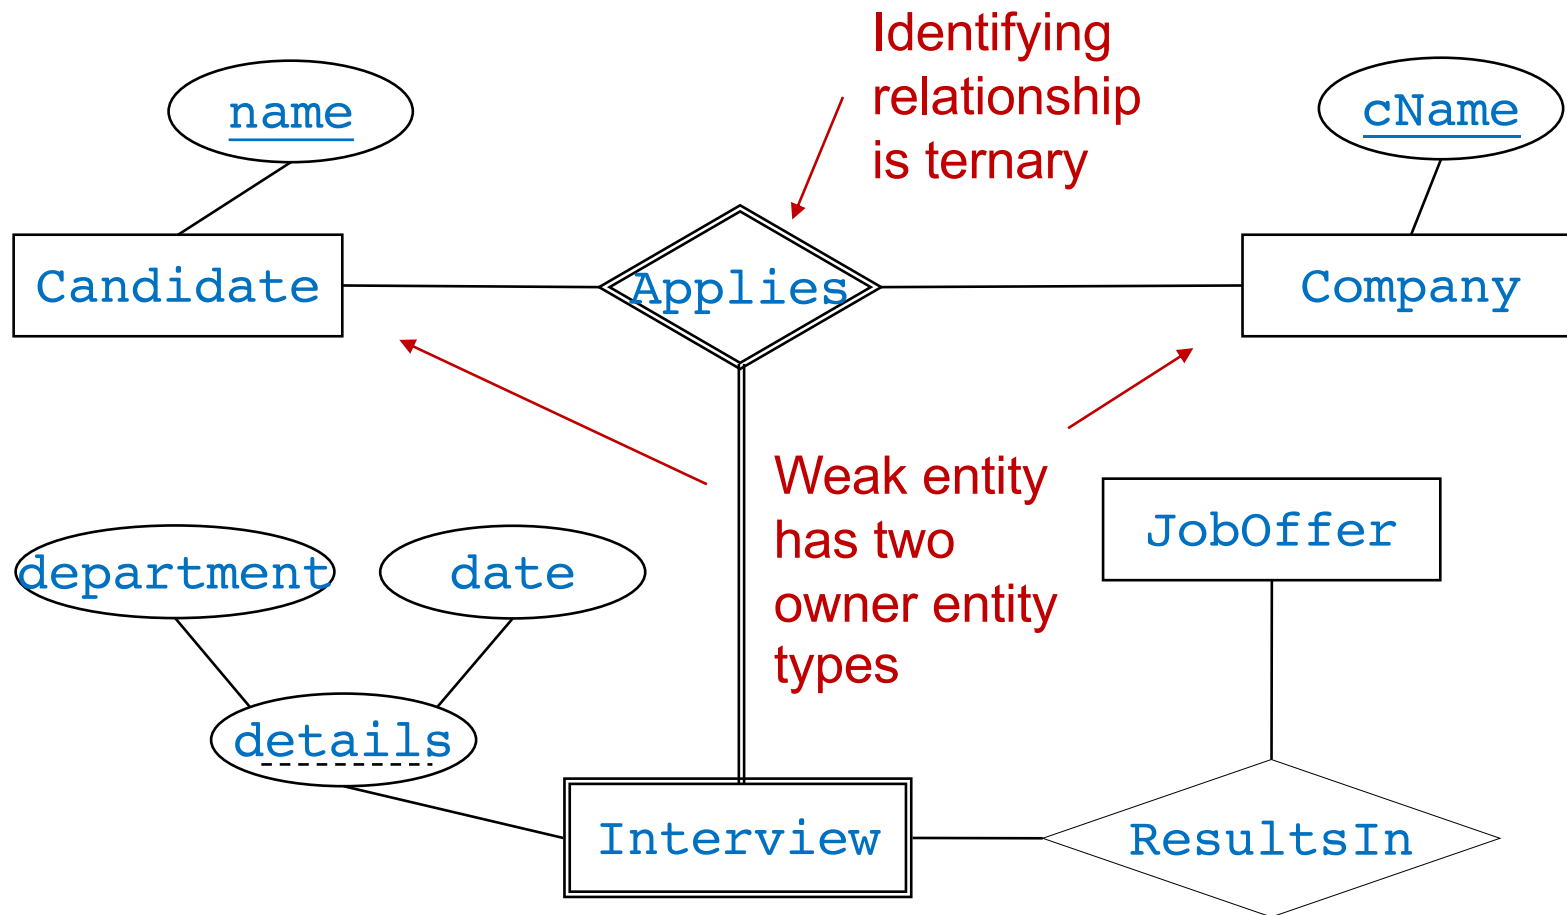 Identifying
relationship
is ternary
name
cName
Candidate
Applies
Company
Weak entity
has two
owner entity
types
JobOffer
department
date
details
Interview
ResultsIn